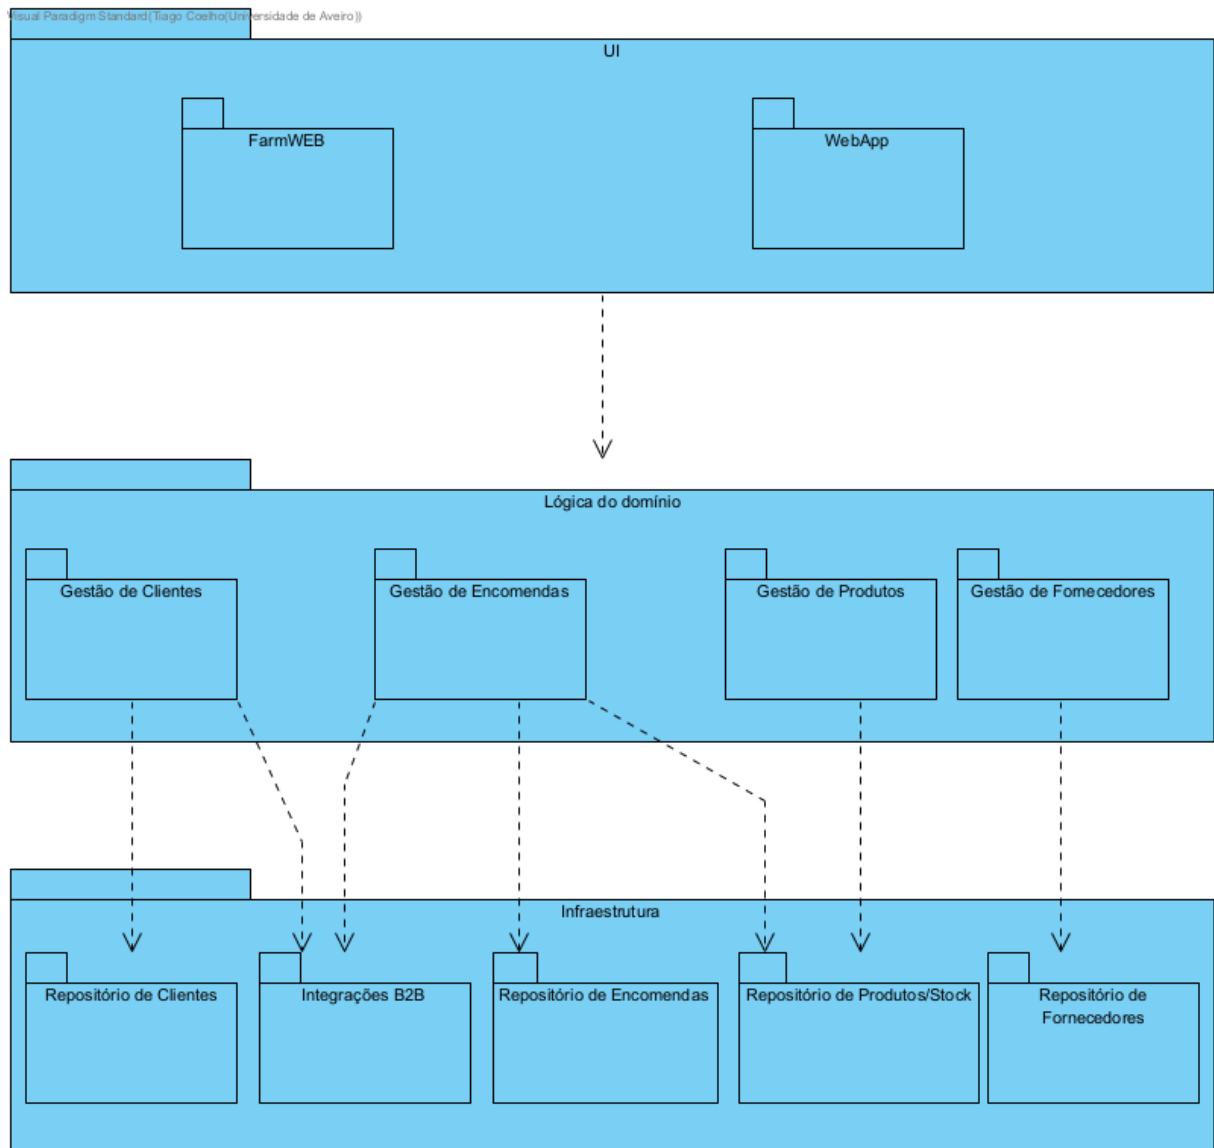 Visual Paradigm Standard(Tiago Coelho(Universidade de Aveiro))
UI
FarmWEB
WebApp
Lógica do domínio
Gestão de Clientes
Gestão de Encomendas
Gestão de Produtos
Gestão de Fornecedores
Infraestrutura
Repositório de Clientes
Integrações B2B
Repositório de Encomendas
Repositório de Produtos/Stock
Repositório de
Fornecedores